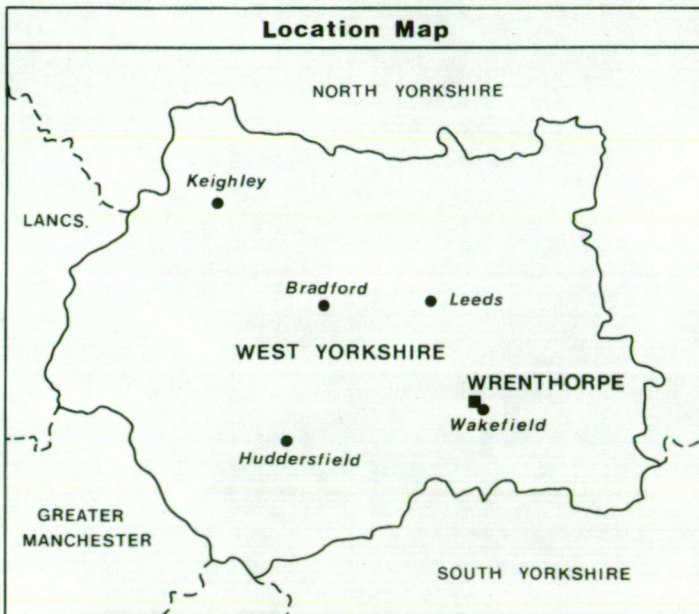 Location Map
NORTH YORKSHIRE
Keighley
LANCS.
Bradford
Leeds
WEST YORKSHIRE
WRENTHORPE
Wakefield
Huddersfield
GREATER
MANCHESTER
SOUTH YORKSHIRE